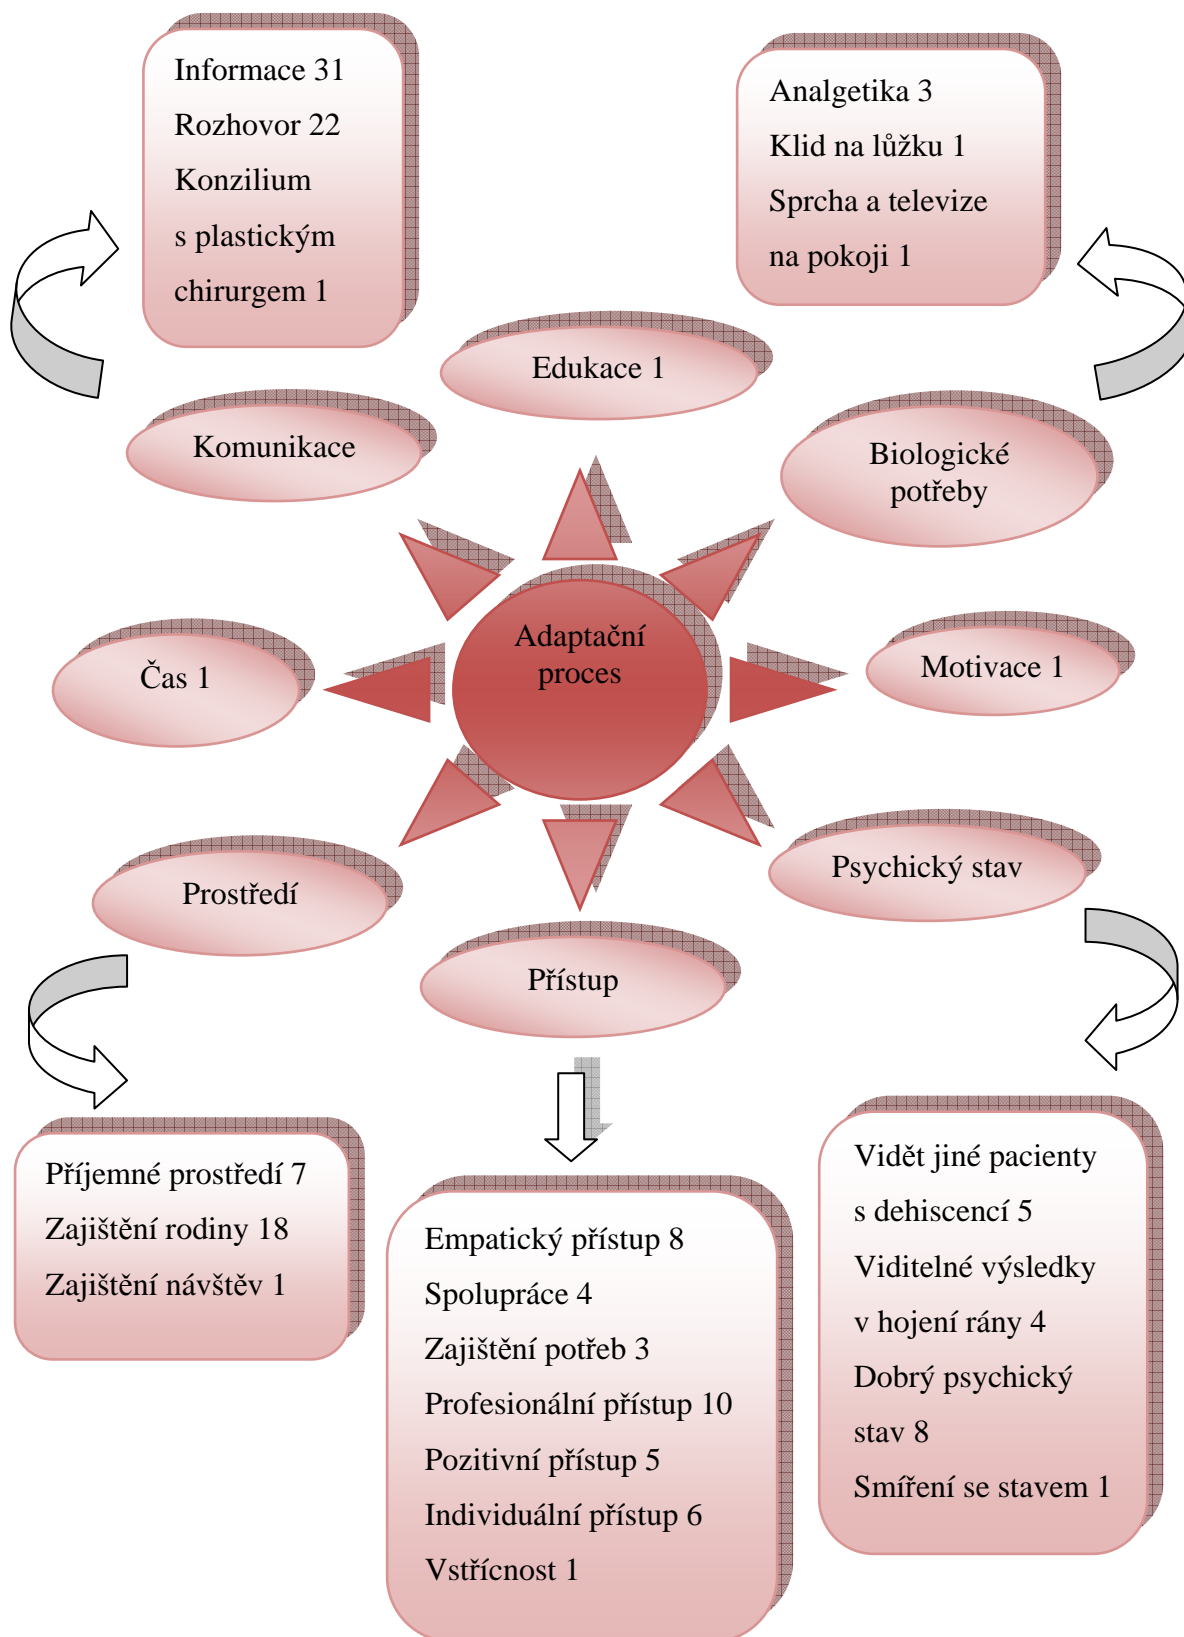 Informace 31
Rozhovor 22
Konzilium
s plastickým
chirurgem 1
Analgetika 3
Klid na lůžku 1
Sprcha a televize
na pokoji 1
Edukace 1
Komunikace
Biologické
potřeby
Adaptační
proces
Čas 1
Motivace 1
Prostředí
Psychický stav
Přístup
Příjemné prostředí 7
Zajištění rodiny 18
Zajištění návštěv 1
Empatický přístup 8
Spolupráce 4
Zajištění potřeb 3
Profesionální přístup 10
Pozitivní přístup 5
Individuální přístup 6
Vstřícnost 1
Vidět jiné pacienty
s dehiscencí 5
Viditelné výsledky
v hojení rány 4
Dobrý psychický
stav 8
Smíření se stavem 1